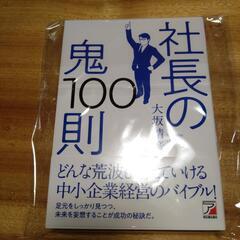 社長の
鬼100則
大坂
どんな荒波
いける
中小企業経営のバイブル!
足元をしっかり見つつ、
未来を妄想することが成功の秘訣だ。